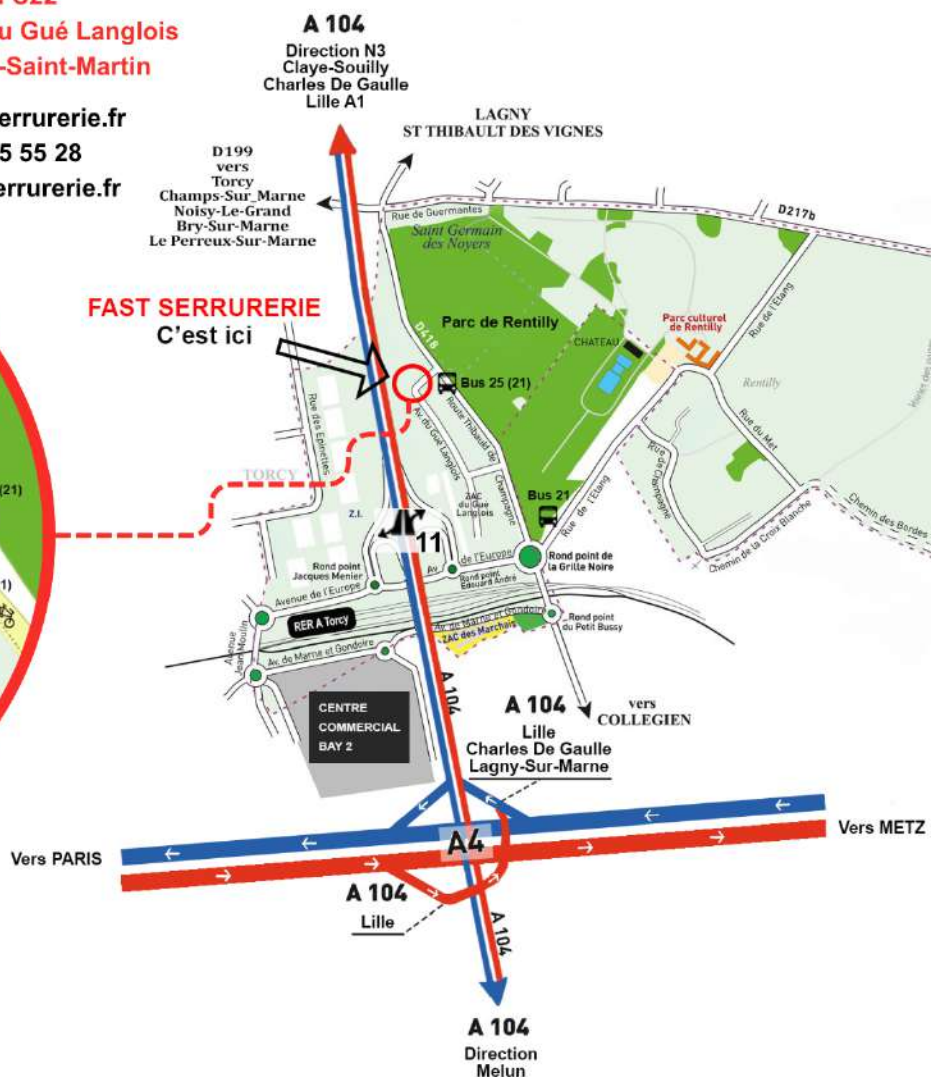 u Gué Langlois
-Saint-Martin
errurerie.fr
5 55 28
errurerie.fr
A 104
Direction N3
Claye-Souilly
Charles De Gaulle
Lille A1
LAGNY
ST THIBAULT DES VIGNES
D199
vers
Torcy
Champs-Sur_Marne
Noisy-Le-Grand
Bry-Sur-Marne
Le Perreux-Sur-Marne
D217b
Rue de Guermantes
Saint Germain
des Noyers
FAST SERRURERIE
C'est ici
D418
Parc de Rentilly
Parc culturel
de Rentilly
CHATEAU
Rue de l'Etang
Rentilly
Bus 25 (21)
Rue des Epinettes
Av. du Gué Langlois
Route Thibauld de
Champagne
Rue du Met
Rue de Champagne
TORCY
(21)
Z.I.
ZAC
du Gué
Langlois
Bus 21
Rue de l'Etang
Chemin des Bordes
Chemin de la Croix Blanche
11
Rond point
Jacques Menier
Av.
de l'Europe
Rond point de
la Grille Noire
Rond point
Edouard André
Avenue de l'Europe
1)
RER A Torcy
Av. de Marne et Gondoire
ZAC des Marchais
Rond point
du Petit Bussy
Avenue
Jean Moulin
Av. de Marne et Gondoire
A 104
CENTRE
COMMERCIAL
BAY 2
A 104
Lille
Charles De Gaulle
Lagny-Sur-Marne
vers
COLLEGIEN
Vers PARIS
A4
Vers METZ
A 104
Lille
A 104
A 104
Direction
Melun